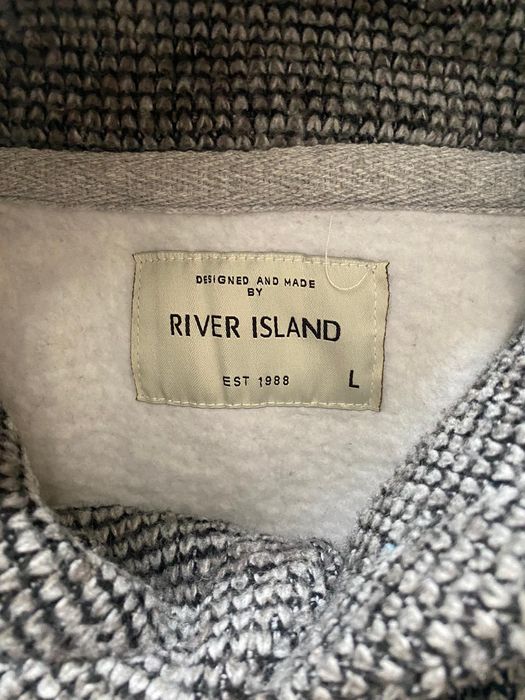 DESIGNED AND MADE
BY
RIVER ISLAND
EST 1988 L